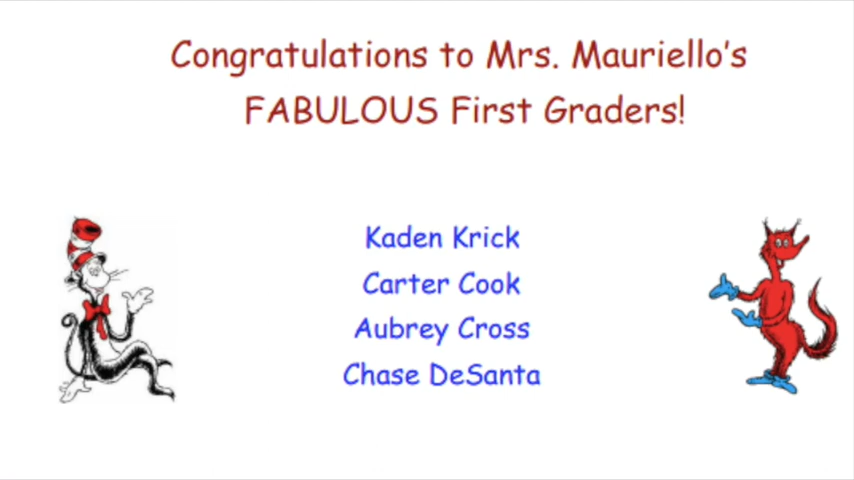 Congratulations to Mrs. Mauriello's
FABULOUS First Graders!
Kaden Krick
Carter Cook
Aubrey Cross
Chase DeSanta